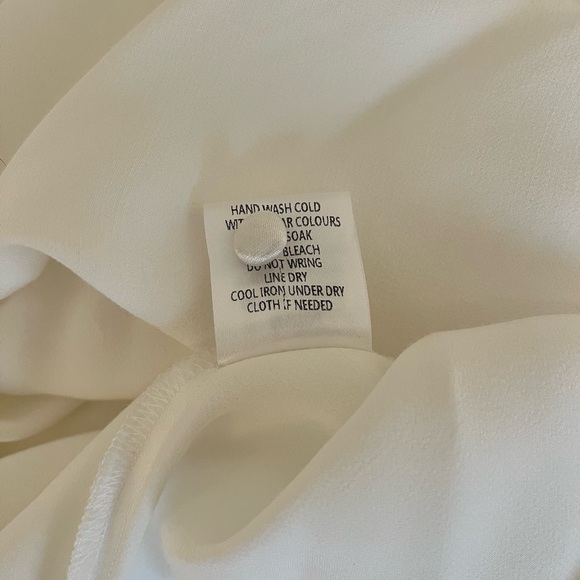 HAND WASH COLD
COLOURS
SOAK
BLEACH
DO NOT WRING
LINE DRY
COOL IRON UNDER DRY
CLOTH IF NEEDED